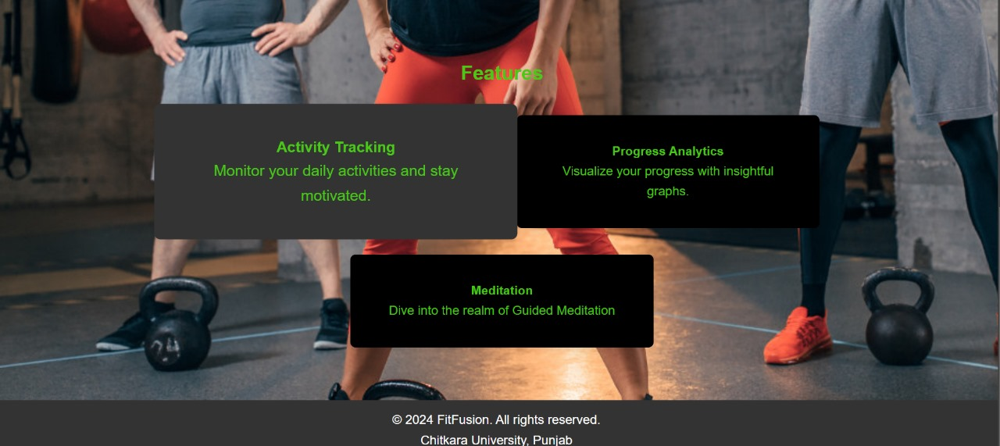 Features
Activity Tracking
Monitor your daily activities and stay
motivated.
Progress Analytics
Visualize your progress with insightful
graphs.
Meditation
Dive into the realm of Guided Meditation
© 2024 FitFusion. All rights reserved.
Chitkara University, Punjab